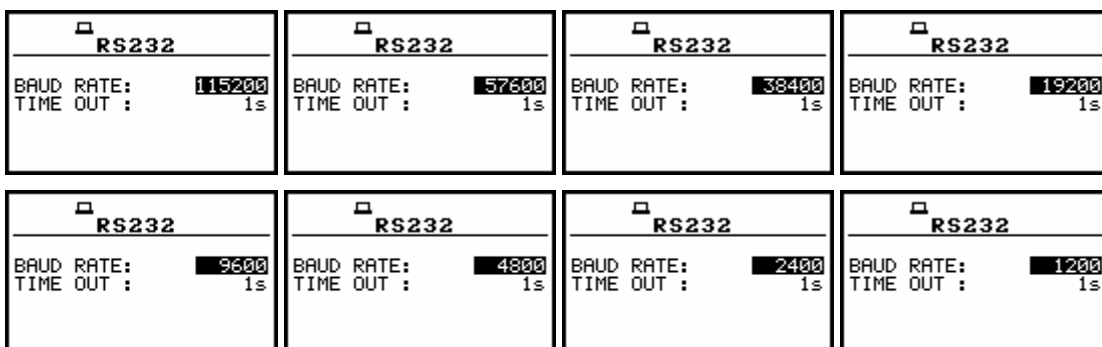 RS232
BAUD RATE: 115200
TIME OUT : 1s
RS232
BAUD RATE: 57600
TIME OUT : 1s
RS232
BAUD RATE: 38400
TIME OUT : 1s
RS232
BAUD RATE: 19200
TIME OUT : 1s
RS232
BAUD RATE: 9600
TIME OUT : 1s
RS232
BAUD RATE: 4800
TIME OUT : 1s
RS232
BAUD RATE: 2400
TIME OUT : 1s
RS232
BAUD RATE: 1200
TIME OUT : 1s